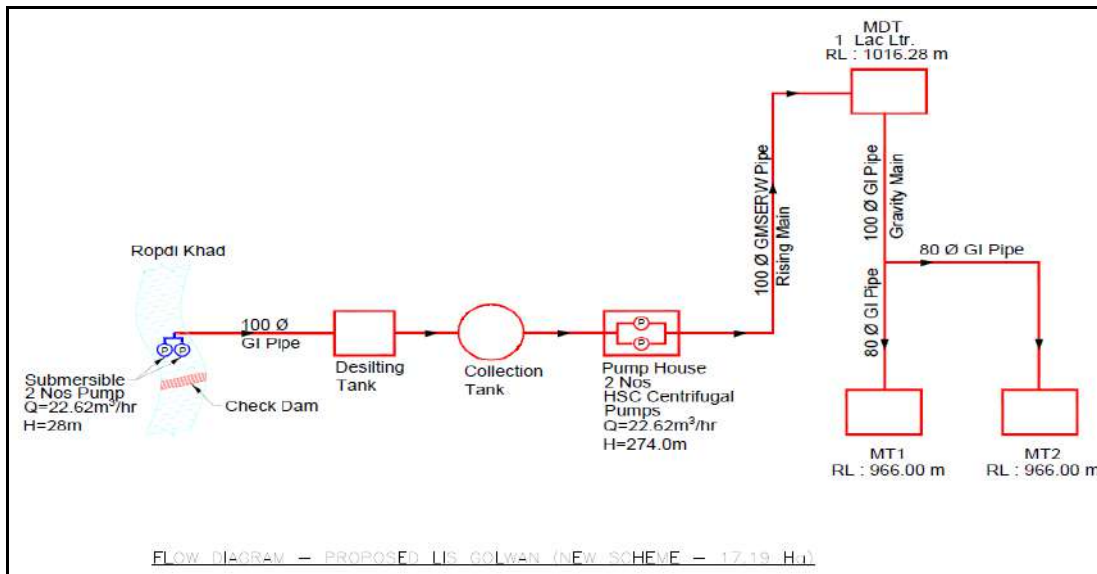 MDT
1 Lac Ltr.
RL : 1016.28 m
100 Ø GMSERW Pipe
Rising Main
100 Ø GI Pipe
Gravity Main
80 Ø GI Pipe
80 Ø GI Pipe
Ropdi Khad
100 Ø
GI Pipe
Submersible
2 Nos Pump
Q=22.62m³/hr
H=28m
P P
Check Dam
Desilting
Tank
Collection
Tank
P
P
Pump House
2 Nos
HSC Centrifugal
Pumps
Q=22.62m³/hr
H=274.0m
MT1
RL : 966.00 m
MT2
RL : 966.00 m
FLOW DIAGRAM – PROPOSED LIS GOLWAN (NEW SCHEME – 17.19 Ha)